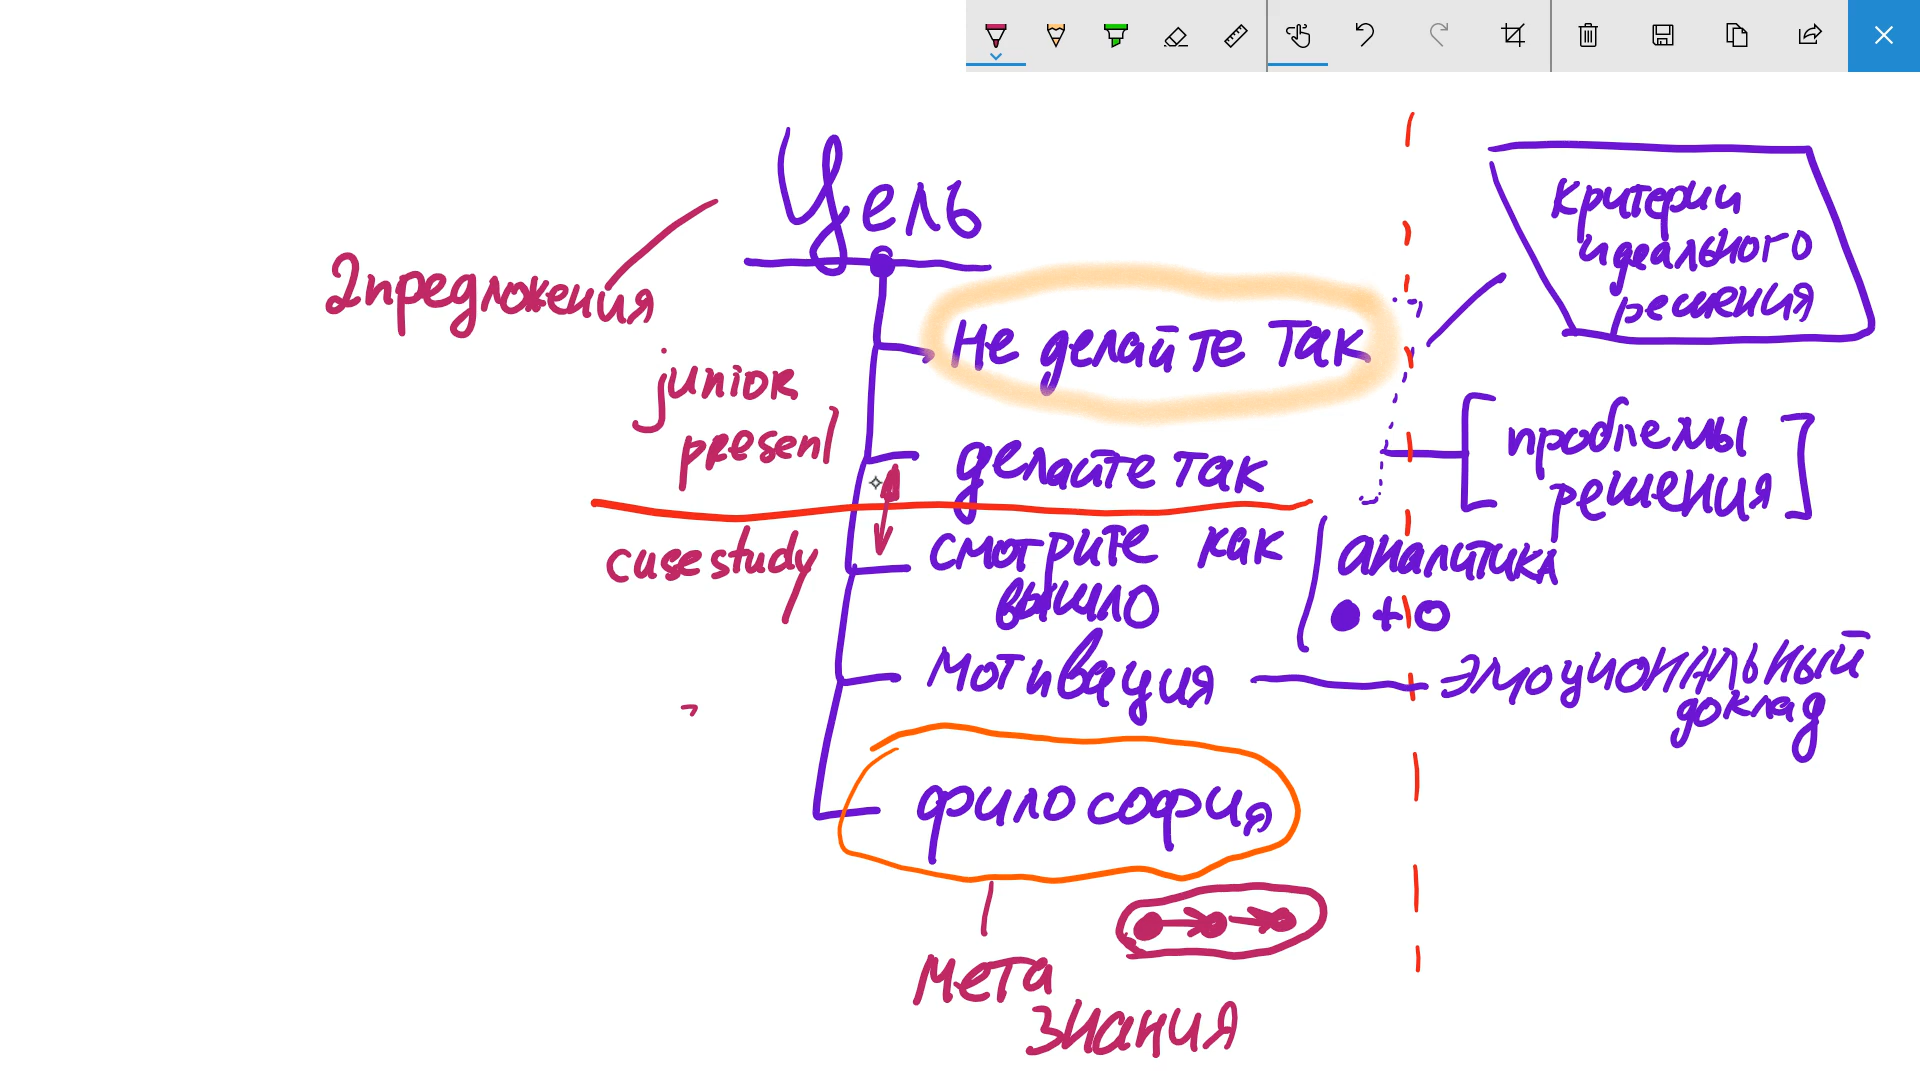 Цель
2 предложения
Критерии
идеального
решения
Не делайте так
junior
present
делайте так
проблемы
решения
case study
смотрите как
вышло
аналитика
+
мотивация
эмоциональный
доклад
философия
мета
знания